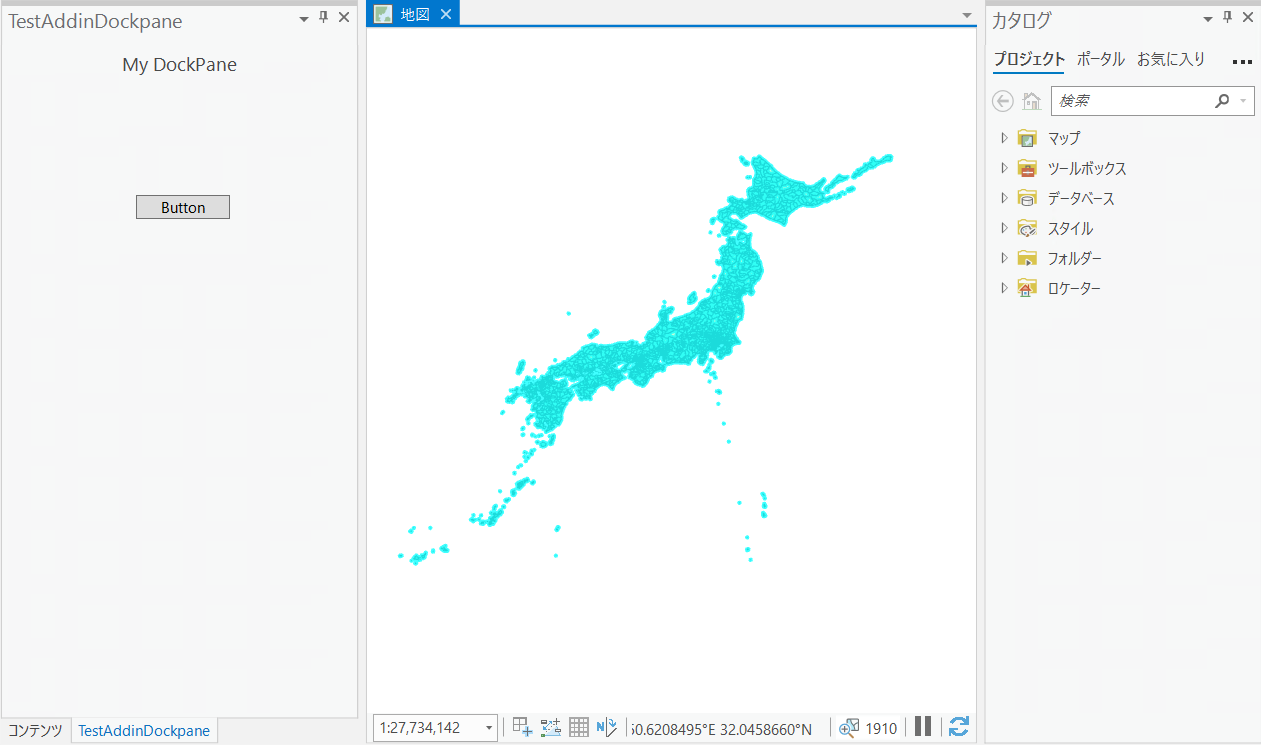 TestAddinDockpane
My DockPane
Button
コンテンツ
TestAddinDockpane
地図
1:27,734,142
50.6208495°E 32.0458660°N
1910
カタログ
プロジェクト ポータル お気に入り
検索
マップ
ツールボックス
データベース
スタイル
フォルダー
ロケーター